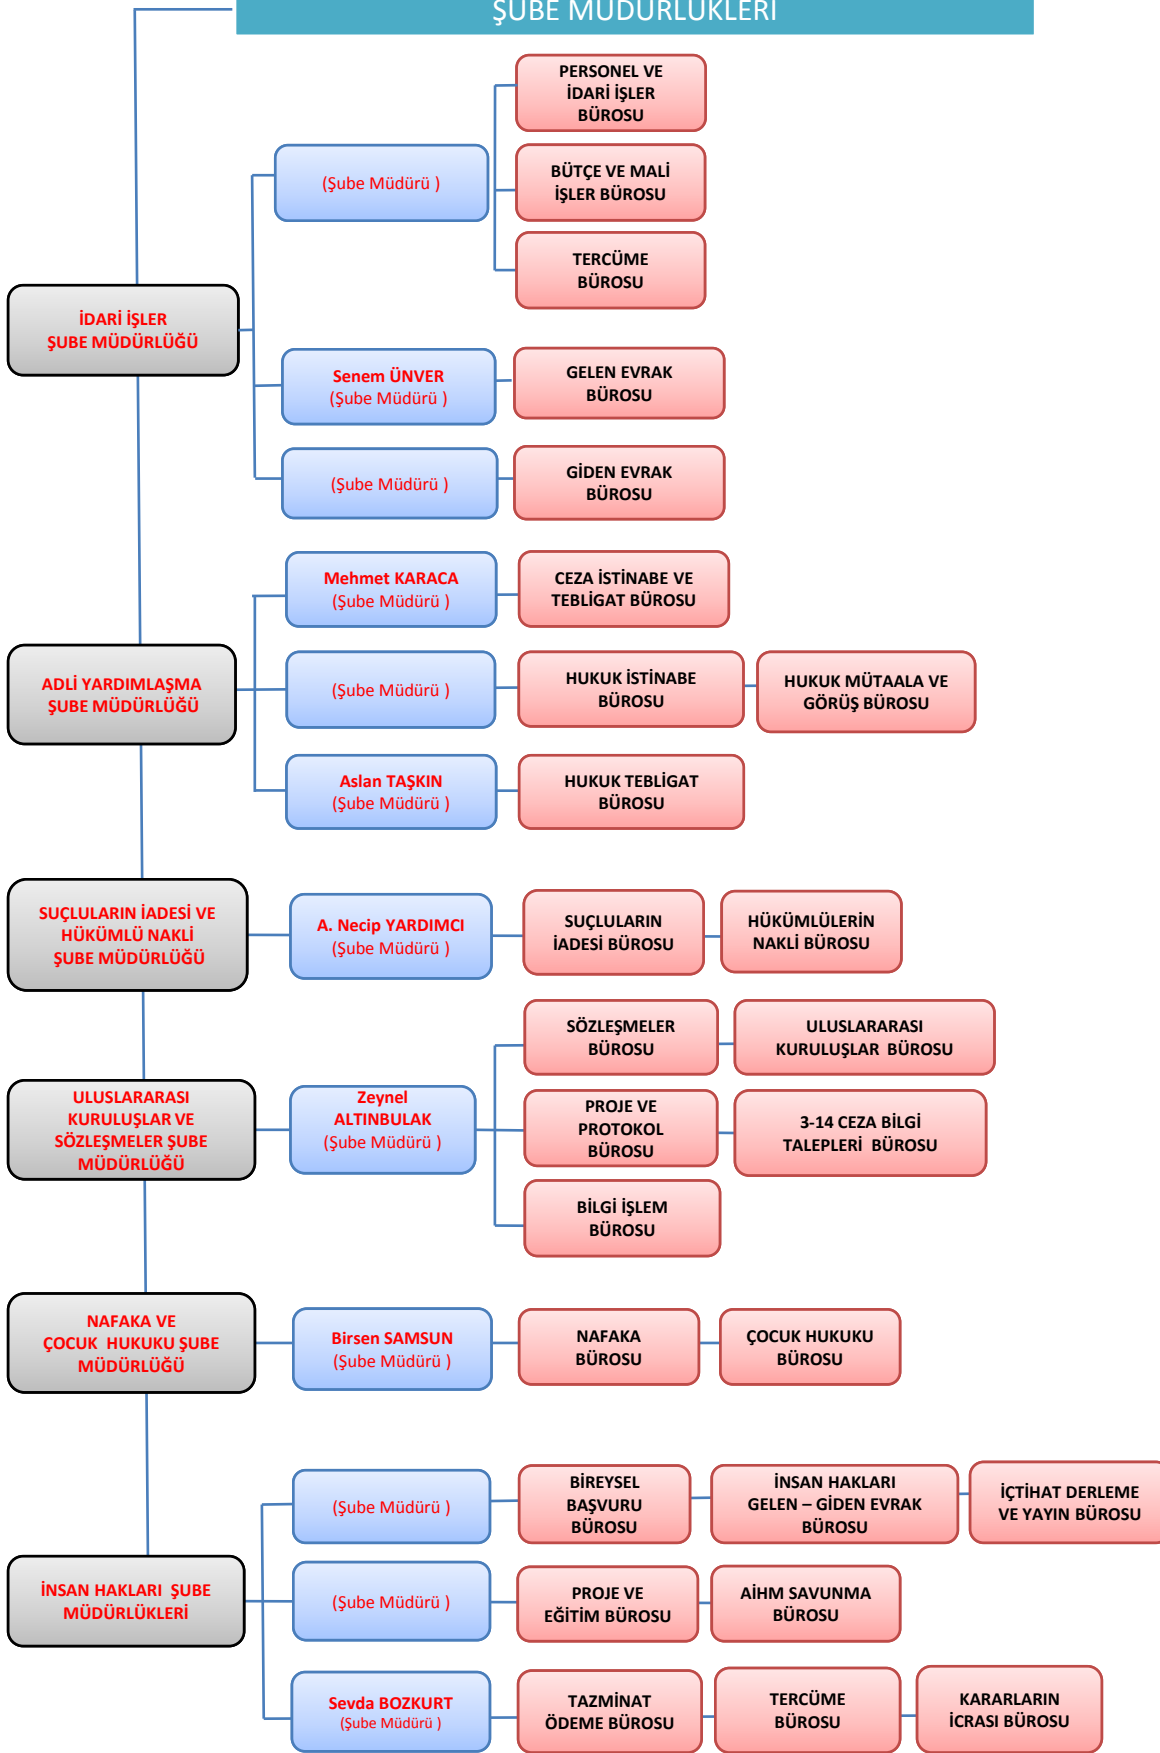 ŞUBE MÜDÜRLÜKLERİ
PERSONEL VE
İDARİ İŞLER
BÜROSU
(Şube Müdürü )
BÜTÇE VE MALİ
İŞLER BÜROSU
TERCÜME
BÜROSU
İDARİ İŞLER
ŞUBE MÜDÜRLÜĞÜ
Senem ÜNVER
(Şube Müdürü )
GELEN EVRAK
BÜROSU
(Şube Müdürü )
GİDEN EVRAK
BÜROSU
Mehmet KARACA
(Şube Müdürü )
CEZA İSTİNABE VE
TEBLİGAT BÜROSU
ADLİ YARDIMLAŞMA
ŞUBE MÜDÜRLÜĞÜ
(Şube Müdürü )
HUKUK İSTİNABE
BÜROSU
HUKUK MÜTAALA VE
GÖRÜŞ BÜROSU
Aslan TAŞKIN
(Şube Müdürü )
HUKUK TEBLİGAT
BÜROSU
SUÇLULARIN İADESİ VE
HÜKÜMLÜ NAKLİ
ŞUBE MÜDÜRLÜĞÜ
A. Necip YARDIMCI
(Şube Müdürü )
SUÇLULARIN
İADESİ BÜROSU
HÜKÜMLÜLERİN
NAKLİ BÜROSU
SÖZLEŞMELER
BÜROSU
ULUSLARARASI
KURULUŞLAR  BÜROSU
ULUSLARARASI
KURULUŞLAR VE
SÖZLEŞMELER ŞUBE
MÜDÜRLÜĞÜ
Zeynel
ALTINBULAK
(Şube Müdürü )
PROJE VE
PROTOKOL
BÜROSU
3-14 CEZA BİLGİ
TALEPLERİ  BÜROSU
BİLGİ İŞLEM
BÜROSU
NAFAKA VE
ÇOCUK  HUKUKU ŞUBE
MÜDÜRLÜĞÜ
Birsen SAMSUN
(Şube Müdürü )
NAFAKA
BÜROSU
ÇOCUK HUKUKU
BÜROSU
(Şube Müdürü )
BİREYSEL
BAŞVURU
BÜROSU
İNSAN HAKLARI
GELEN – GİDEN EVRAK
BÜROSU
İÇTİHAT DERLEME
VE YAYIN BÜROSU
İNSAN HAKLARI  ŞUBE
MÜDÜRLÜKLERİ
(Şube Müdürü )
PROJE VE
EĞİTİM BÜROSU
AİHM SAVUNMA
BÜROSU
Sevda BOZKURT
(Şube Müdürü )
TAZMİNAT
ÖDEME BÜROSU
TERCÜME
BÜROSU
KARARLARIN
İCRASI BÜROSU